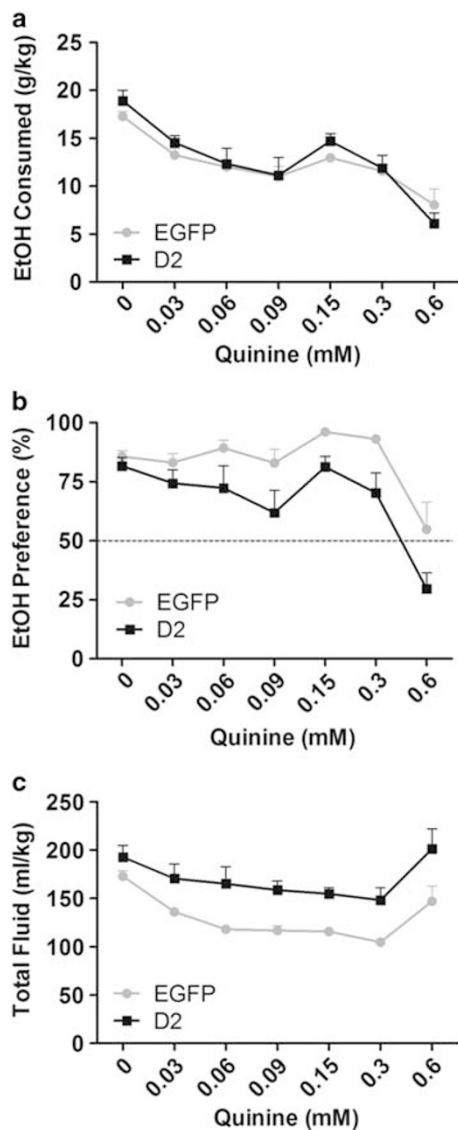 a
EtOH Consumed (g/kg)
25
20
15
10
5
0
EGFP
D2
0 0.03 0.06 0.09 0.15 0.3 0.6
Quinine (mM)
b
EtOH Preference (%)
100
75
50
25
0
EGFP
D2
0 0.03 0.06 0.09 0.15 0.3 0.6
Quinine (mM)
c
Total Fluid (ml/kg)
250
200
150
100
50
0
EGFP
D2
0 0.03 0.06 0.09 0.15 0.3 0.6
Quinine (mM)